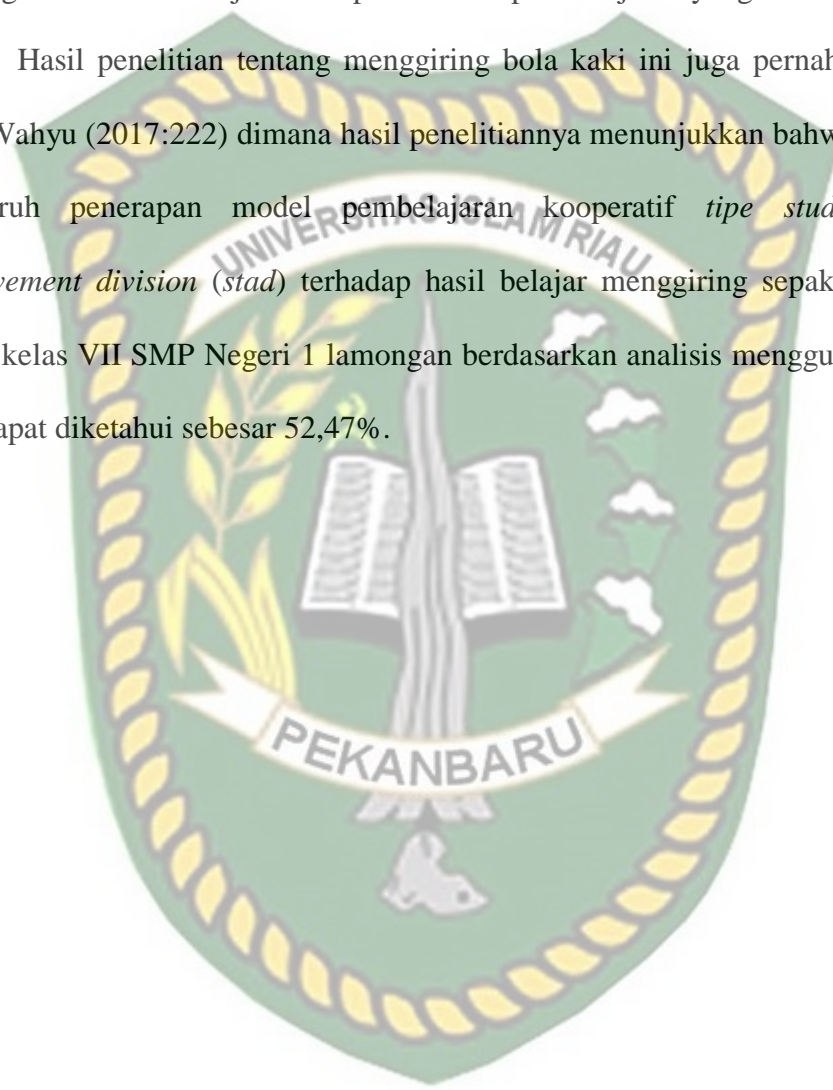 Hasil penelitian tentang menggiring bola kaki ini juga pernah
Wahyu (2017:222) dimana hasil penelitiannya menunjukkan bahw
ruh penerapan model pembelajaran kooperatif tipe stud
vement division (stad) terhadap hasil belajar menggiring sepak
kelas VII SMP Negeri 1 lamongan berdasarkan analisis menggu
apat diketahui sebesar 52,47%.
UNIVERSITAS ISLAM RIAU
PEKANBARU